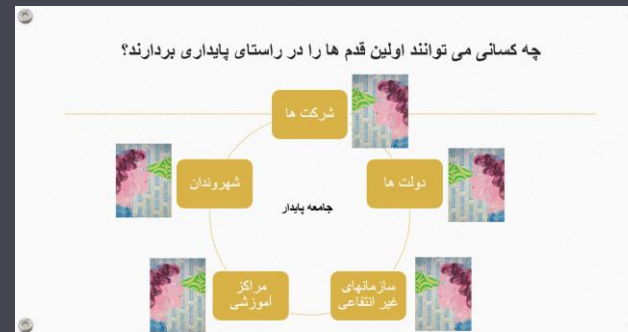 چه کسانی می توانند اولین قدم ها را در راستای پایداری بردارند؟
شرکت ها
دولت ها
سازمانهای
غیر انتفاعی
مراکز
آموزشی
شهروندان
جامعه پایدار